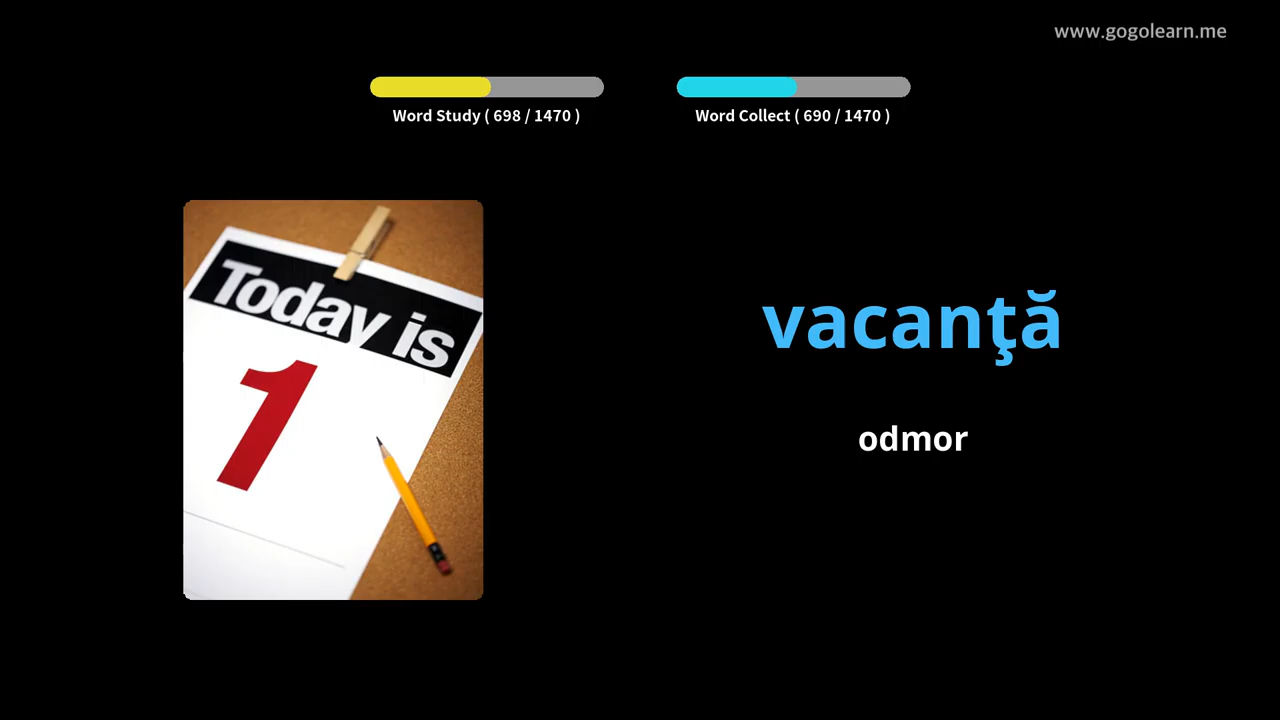 www.gogolearn.me
Word Study ( 698 / 1470 )
Word Collect ( 690 / 1470 )
Today is
1
vacanţă
odmor